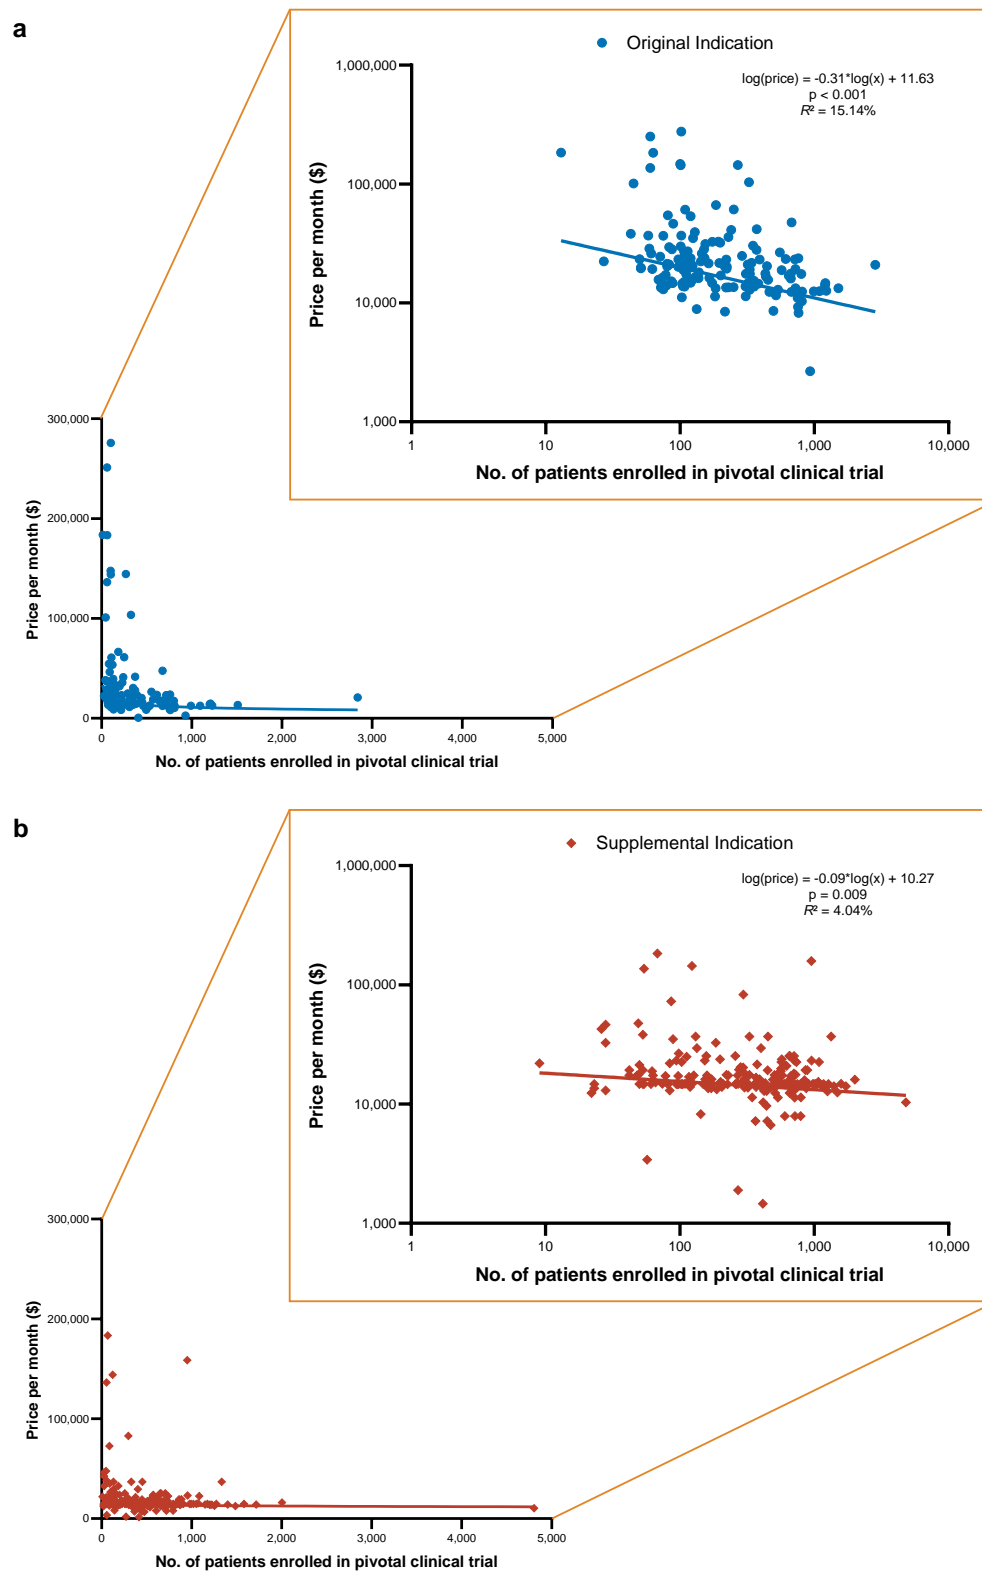 a
Original Indication
log(price) = -0.31*log(x) + 11.63
p < 0.001
R² = 15.14%
1,000,000
100,000
10,000
1,000
Price per month ($)
1
10
100
1,000
10,000
No. of patients enrolled in pivotal clinical trial
300,000
200,000
100,000
0
Price per month ($)
0
1,000
2,000
3,000
4,000
5,000
No. of patients enrolled in pivotal clinical trial
b
Supplemental Indication
log(price) = -0.09*log(x) + 10.27
p = 0.009
R² = 4.04%
1,000,000
100,000
10,000
1,000
Price per month ($)
1
10
100
1,000
10,000
No. of patients enrolled in pivotal clinical trial
300,000
200,000
100,000
0
Price per month ($)
0
1,000
2,000
3,000
4,000
5,000
No. of patients enrolled in pivotal clinical trial